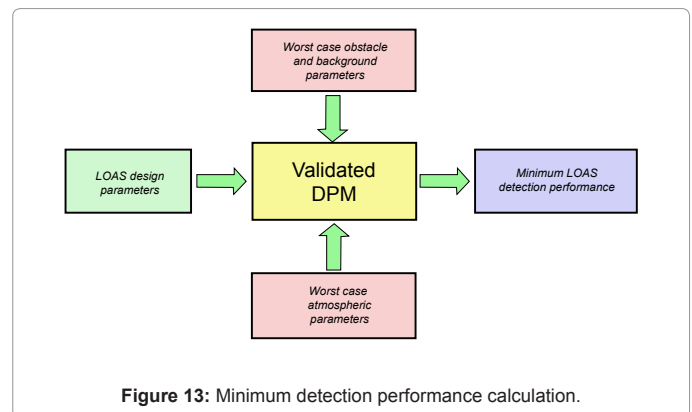 Worst case obstacle
and background
parameters
LOAS design
parameters
Validated
DPM
Minimum LOAS
detection performance
Worst case
atmospheric
parameters
Figure 13: Minimum detection performance calculation.